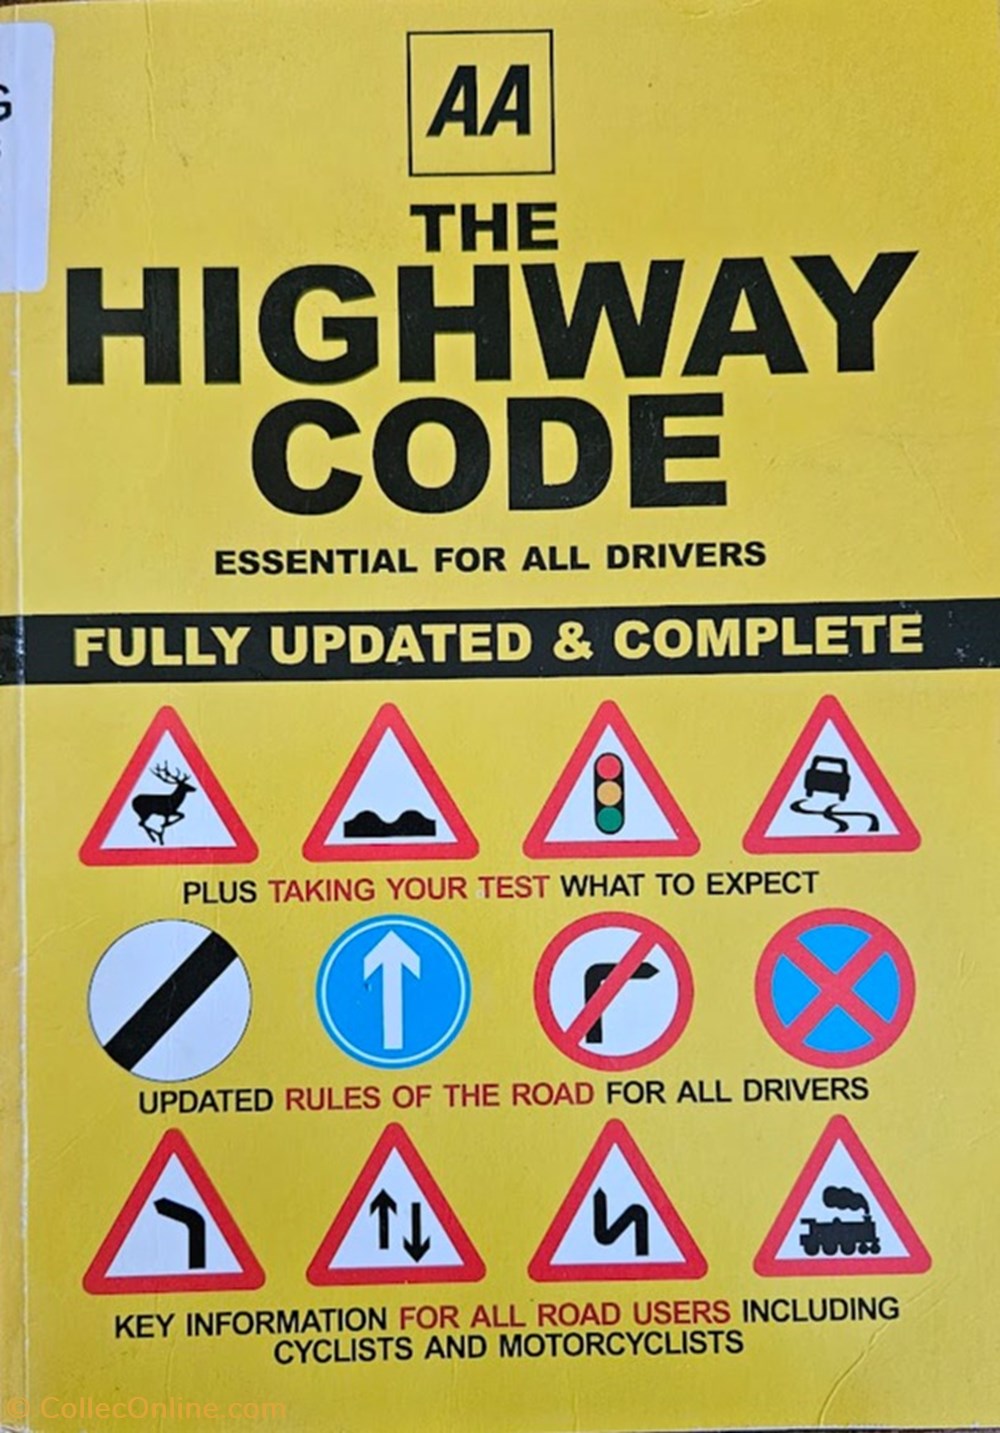 AA
THE
HIGHWAY
CODE
ESSENTIAL FOR ALL DRIVERS
FULLY UPDATED & COMPLETE
PLUS TAKING YOUR TEST WHAT TO EXPECT
UPDATED RULES OF THE ROAD FOR ALL DRIVERS
KEY INFORMATION FOR ALL ROAD USERS INCLUDING
CYCLISTS AND MOTORCYCLISTS
© CollecOnline.com